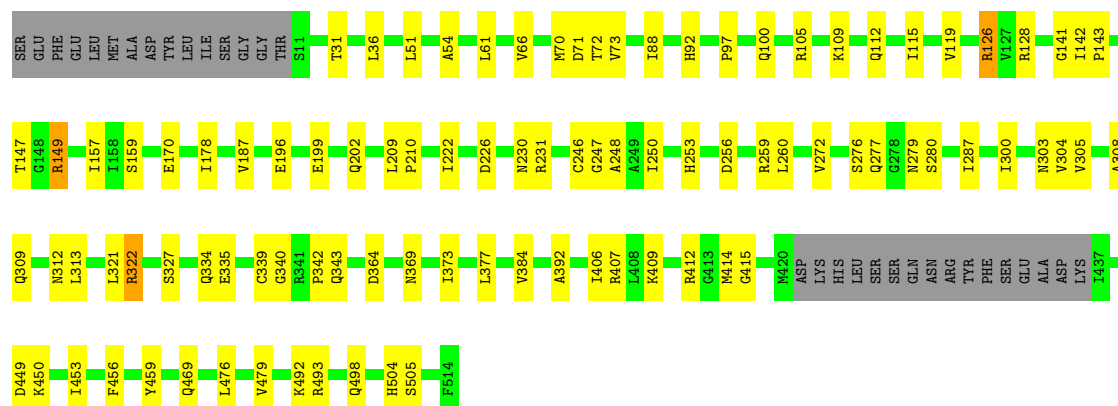 SER GLU PHE GLU LEU MET ALA ASP TYR LEU ILE SER GLY GLY THR S11 T31 L36 L51 A54 L61 V66 M70 D71 T72 V73 I88 H92 P97 Q100 R105 K109 Q112 I115 V119 R126 V127 R128 G141 I142 P143
T147 G148 R149 I157 I158 S159 E170 I178 V187 E196 E199 Q202 L209 P210 I222 D226 N230 R231 C246 G247 A248 A249 I250 H253 D256 R259 L260 V272 S276 Q277 G278 N279 S280 I287 I300 N303 V304 V305 A308
Q309 N312 L313 L321 R322 S327 Q334 E335 C339 G340 R341 P342 Q343 D364 N369 I373 L377 V384 A392 I406 R407 L408 K409 R412 G413 M414 G415 M420 ASP LYS HIS LEU SER SER GLN ASN ARG TYR PHE SER GLU ALA ASP LYS I437
D449 K450 I453 F456 Y459 Q469 L476 V479 K492 R493 Q498 H504 S505 F514